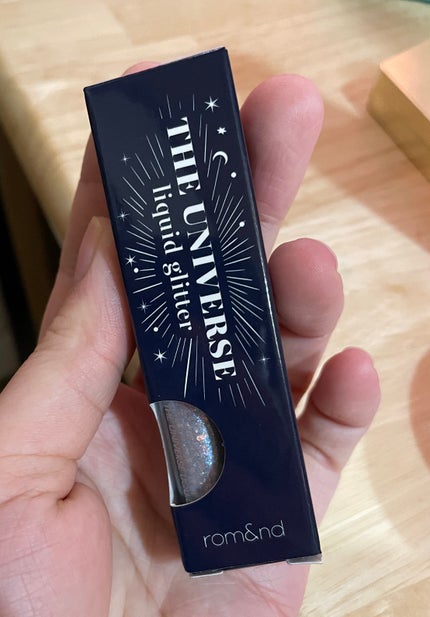 THE UNIVERSE
liquid glitter
rom&nd